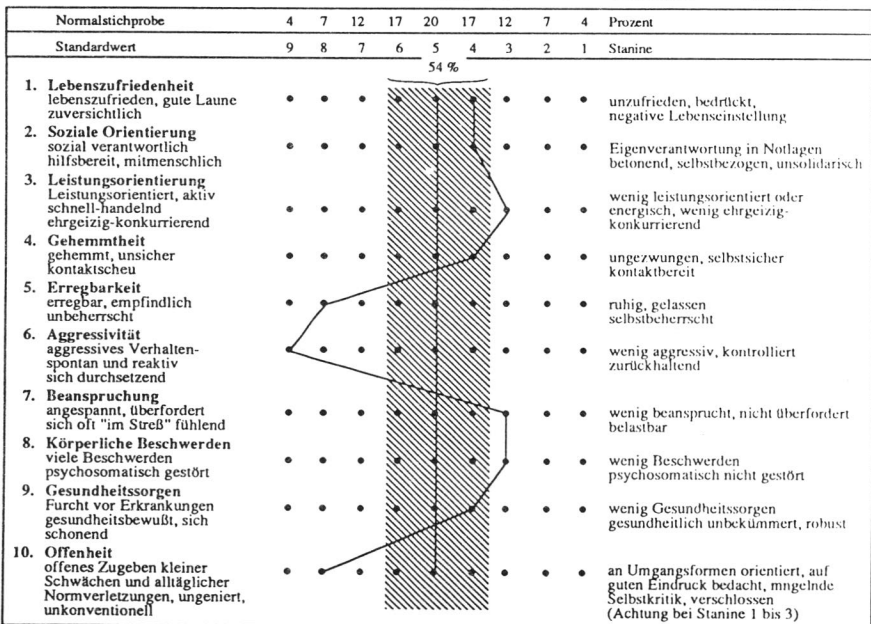 Normalstichprobe 4 7 12 17 20 17 12 7 4 Prozent
Standardwert 9 8 7 6 5 4 3 2 1 Stanine
54 %
1. Lebenszufriedenheit
lebenszufrieden, gute Laune
zuversichtlich
unzufrieden, bedrückt,
negative Lebenseinstellung
2. Soziale Orientierung
sozial verantwortlich
hilfsbereit, mitmenschlich
Eigenverantwortung in Notlagen
betonend, selbstbezogen, unsolidarisch
3. Leistungsorientierung
Leistungsorientiert, aktiv
schnell-handelnd
ehrgeizig-konkurrierend
wenig leistungsorientiert oder
energisch, wenig ehrgeizig-
konkurrierend
4. Gehemmtheit
gehemmt, unsicher
kontaktscheu
ungezwungen, selbstsicher
kontaktbereit
5. Erregbarkeit
erregbar, empfindlich
unbeherrscht
ruhig, gelassen
selbstbeherrscht
6. Aggressivität
aggressives Verhalten-
spontan und reaktiv
sich durchsetzend
wenig aggressiv, kontrolliert
zurückhaltend
7. Beanspruchung
angespannt, überfordert
sich oft "im Streß" fühlend
wenig beansprucht, nicht überfordert
belastbar
8. Körperliche Beschwerden
viele Beschwerden
psychosomatisch gestört
wenig Beschwerden
psychosomatisch nicht gestört
9. Gesundheitssorgen
Furcht vor Erkrankungen
gesundheitsbewußt, sich
schonend
wenig Gesundheitssorgen
gesundheitlich unbekümmert, robust
10. Offenheit
offenes Zugeben kleiner
Schwächen und alltäglicher
Normverletzungen, ungeniert,
unkonventionell
an Umgangsformen orientiert, auf
guten Eindruck bedacht, mngelnde
Selbstkritik, verschlossen
(Achtung bei Stanine 1 bis 3)